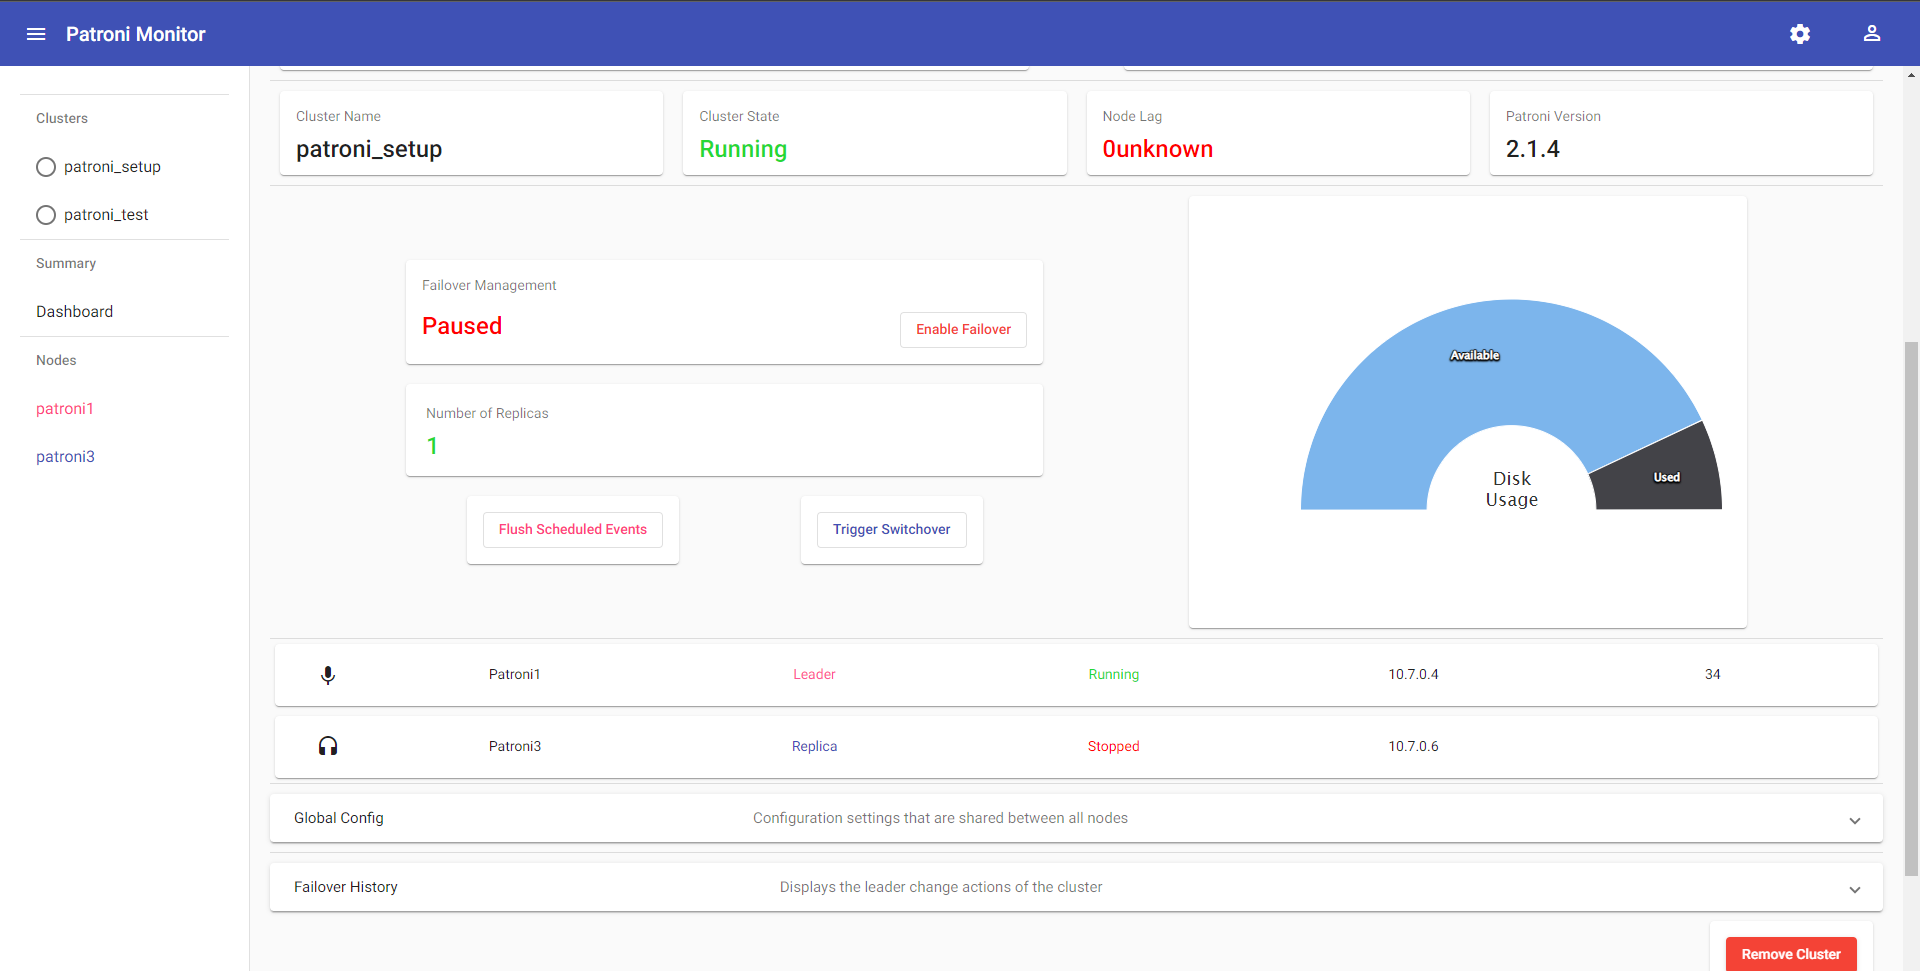 Patroni Monitor
Clusters
patroni_setup
patroni_test
Summary
Dashboard
Nodes
patroni1
patroni3
Cluster Name
patroni_setup
Cluster State
Running
Node Lag
0unknown
Patroni Version
2.1.4
Failover Management
Paused
Enable Failover
Number of Replicas
1
Flush Scheduled Events
Trigger Switchover
Available
Used
Disk
Usage
Patroni1 Leader Running 10.7.0.4 34
Patroni3 Replica Stopped 10.7.0.6
Global Config Configuration settings that are shared between all nodes
Failover History Displays the leader change actions of the cluster
Remove Cluster